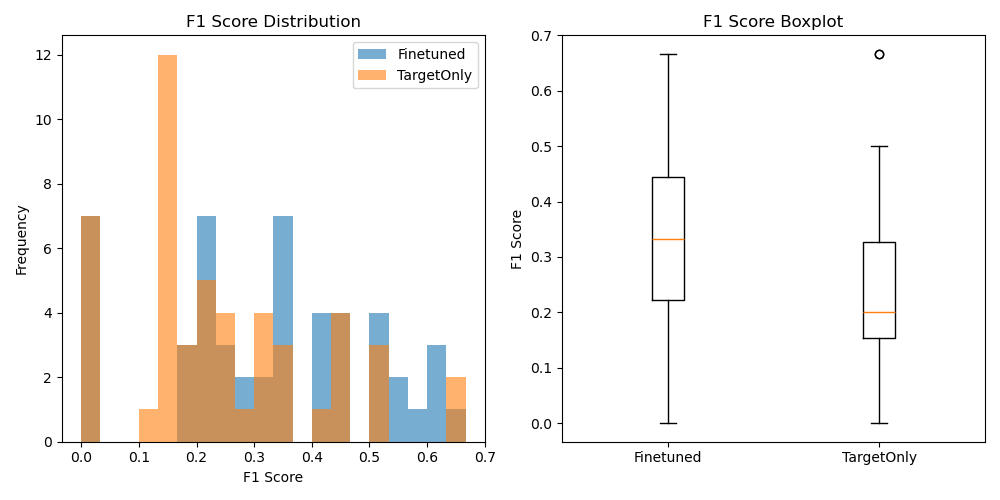 F1 Score Distribution
Finetuned
TargetOnly
12
10
8
6
4
2
0
Frequency
0.0 0.1 0.2 0.3 0.4 0.5 0.6 0.7
F1 Score
F1 Score Boxplot
0.7
0.6
0.5
0.4
0.3
0.2
0.1
0.0
F1 Score
Finetuned TargetOnly